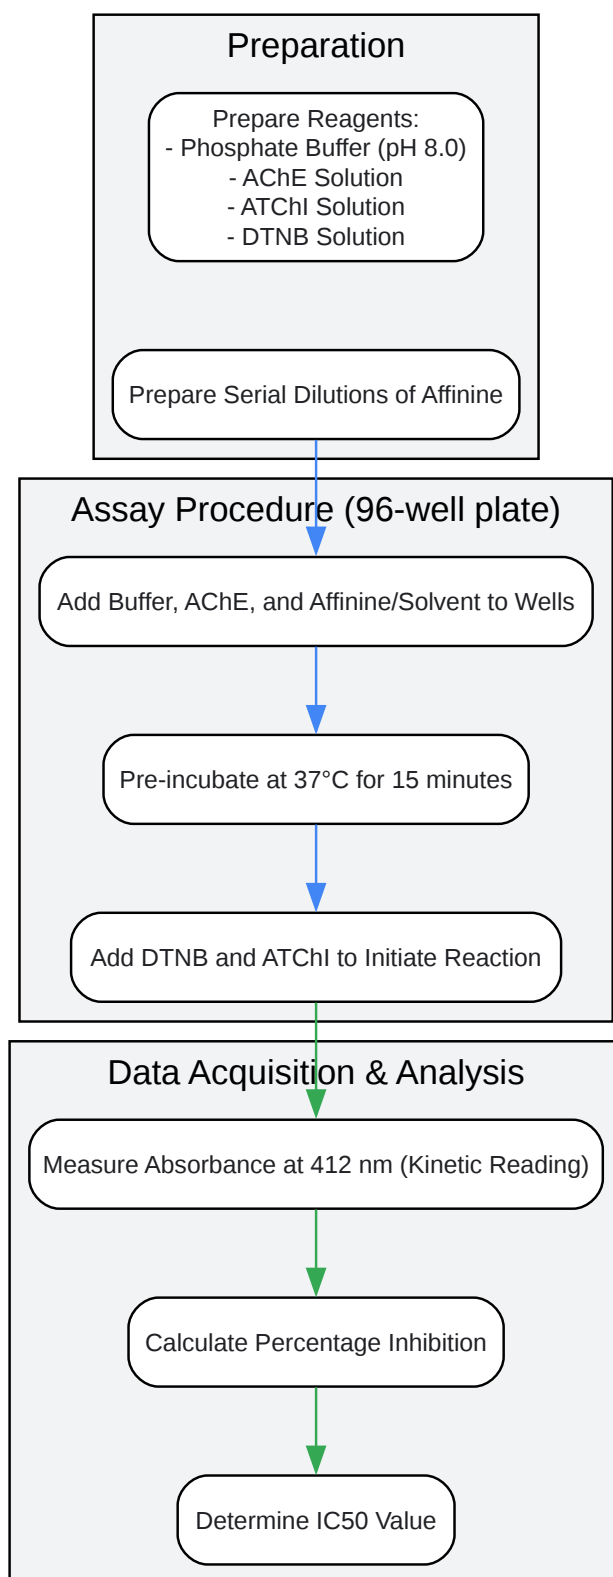 Preparation
Prepare Reagents:
- Phosphate Buffer (pH 8.0)
- AChE Solution
- ATChI Solution
- DTNB Solution
Prepare Serial Dilutions of Affinine
Assay Procedure (96-well plate)
Add Buffer, AChE, and Affinine/Solvent to Wells
Pre-incubate at 37°C for 15 minutes
Add DTNB and ATChI to Initiate Reaction
Data Acquisition & Analysis
Measure Absorbance at 412 nm (Kinetic Reading)
Calculate Percentage Inhibition
Determine IC50 Value